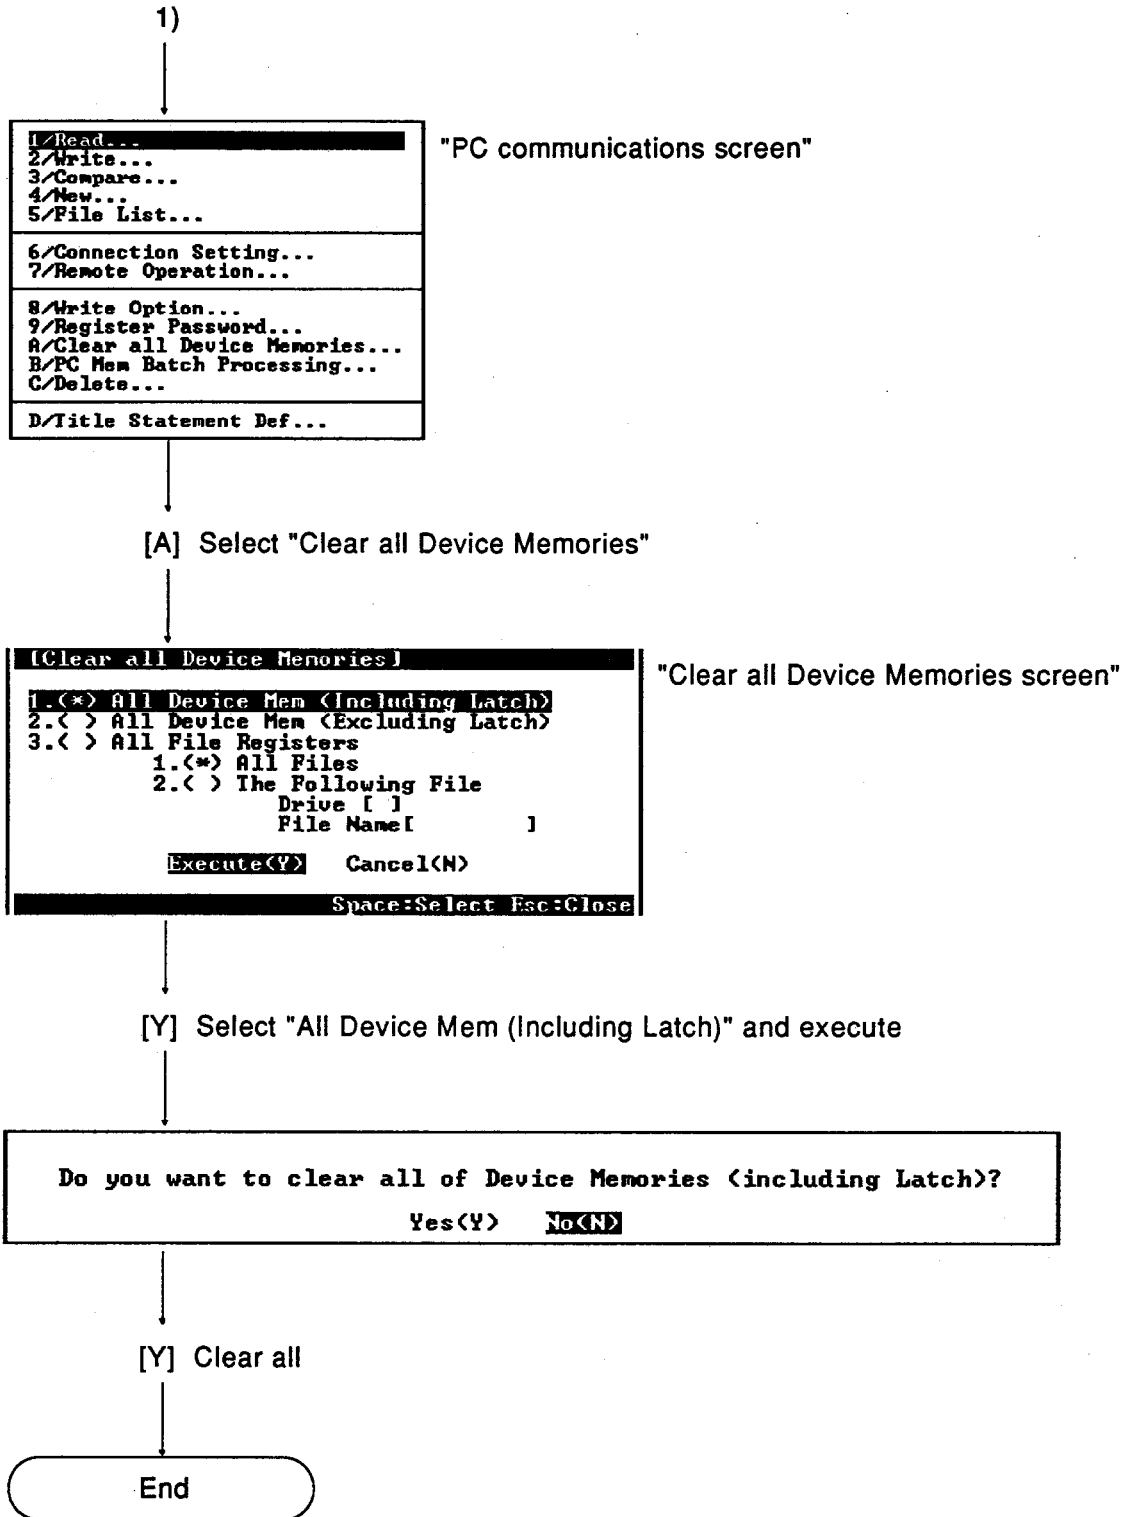 1)
1/Read...
"PC communications screen"
2/Write...
3/Compare...
4/New...
5/File List...
6/Connection Setting...
7/Remote Operation...
8/Write Option...
9/Register Password...
A/Clear all Device Memories...
B/PC Mem Batch Processing...
C/Delete...
D/Title Statement Def...
[A] Select "Clear all Device Memories"
[Clear all Device Memories]
"Clear all Device Memories screen"
1.(*) All Device Mem (Including Latch)
2.( ) All Device Mem (Excluding Latch)
3.( ) All File Registers
1.(*) All Files
2.( ) The Following File
Drive [ ]
File Name[ ]
Execute(Y) Cancel(N)
Space:Select Esc:Close
[Y] Select "All Device Mem (Including Latch)" and execute
Do you want to clear all of Device Memories (including Latch)?
Yes(Y) No(N)
[Y] Clear all
End